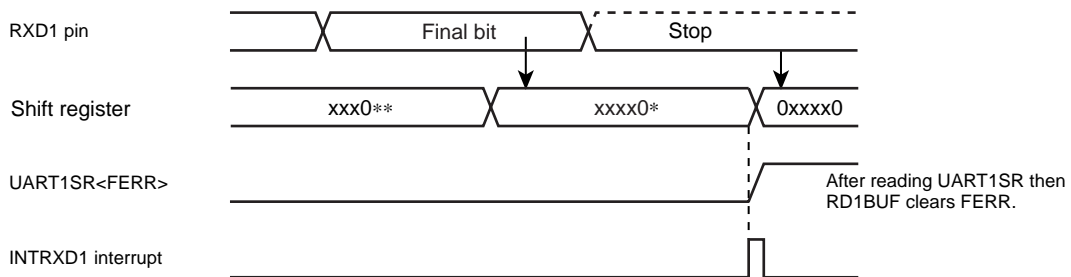 RXD1 pin
Final bit
Stop
Shift register
xxx0**
xxxx0*
0xxxx0
UART1SR<FERR>
After reading UART1SR then
RD1BUF clears FERR.
INTRXD1 interrupt